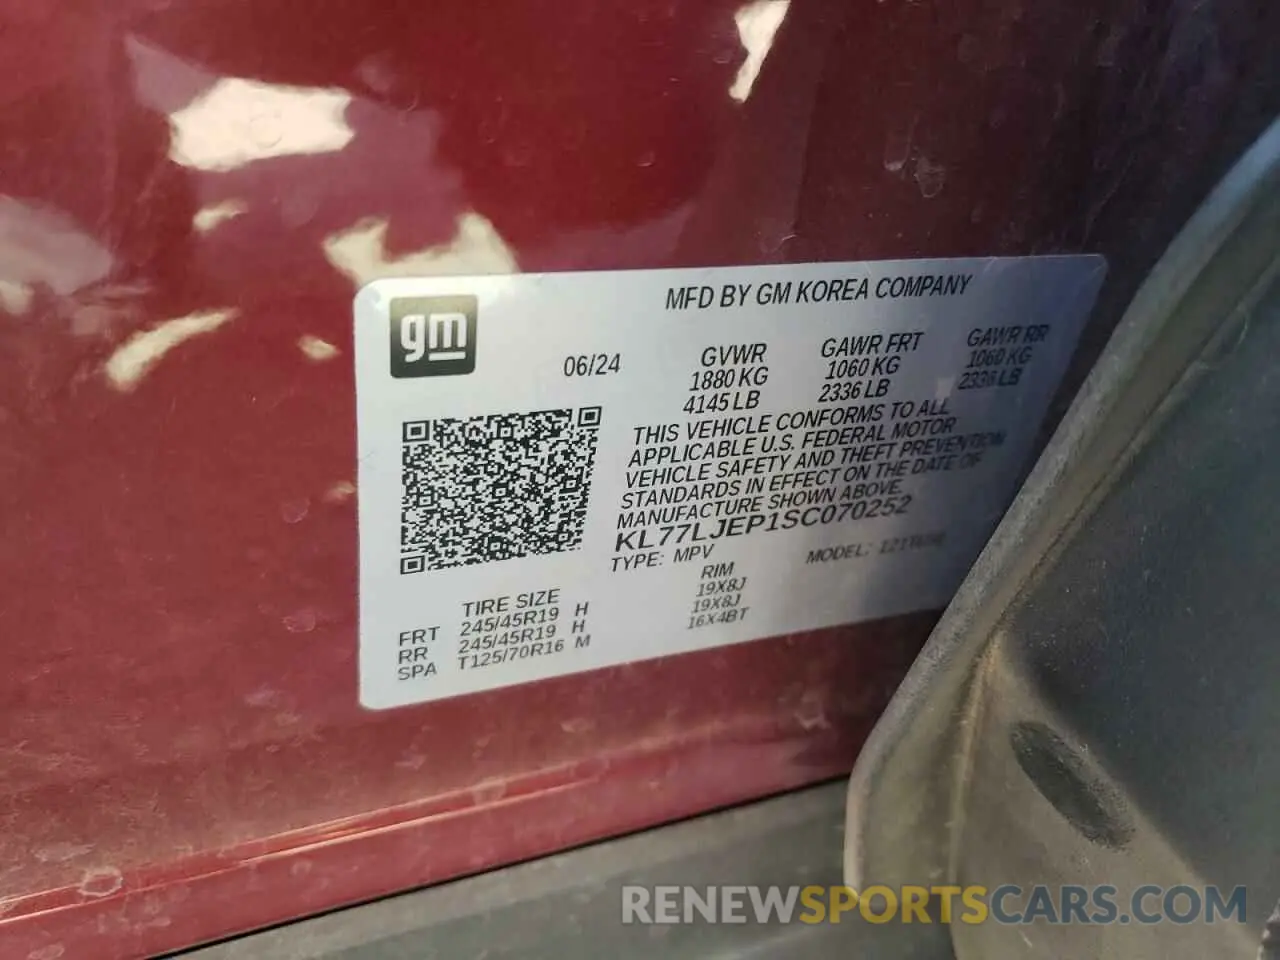 MFD BY GM KOREA COMPANY
gm
06/24
GVWR GAWR FRT GAWR RR
1880 KG 1060 KG 1060 KG
4145 LB 2336 LB 2336 LB
THIS VEHICLE CONFORMS TO ALL
APPLICABLE U.S. FEDERAL MOTOR
VEHICLE SAFETY AND THEFT PREVENTION
STANDARDS IN EFFECT ON THE DATE OF
MANUFACTURE SHOWN ABOVE.
KL77LJEP1SC070252
TYPE: MPV MODEL:
TIRE SIZE RIM
FRT 245/45R19 H 19X8J
RR 245/45R19 H 19X8J
SPA T125/70R16 M 16X4BT
RENEWSPORTSCARS.COM